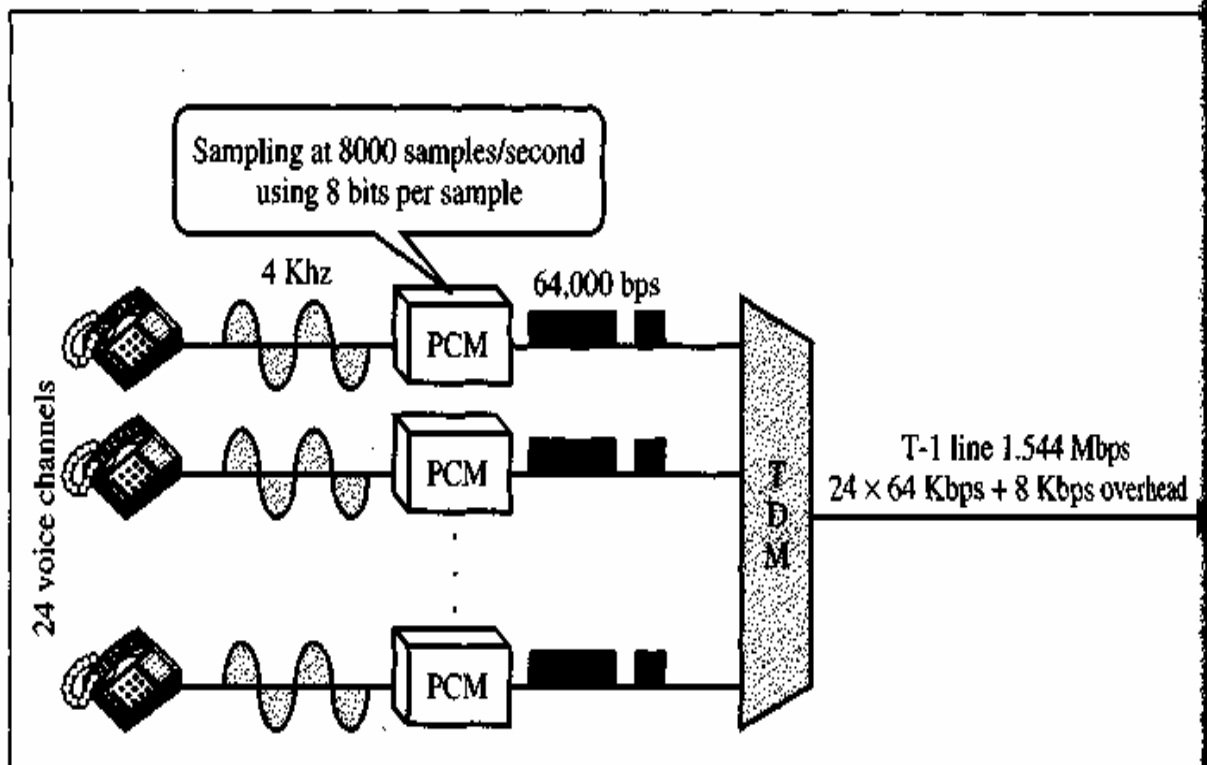 Sampling at 8000 samples/second
using 8 bits per sample
4 Khz
64,000 bps
PCM
PCM
PCM
24 voice channels
TDM
T-1 line 1.544 Mbps
24 × 64 Kbps + 8 Kbps overhead